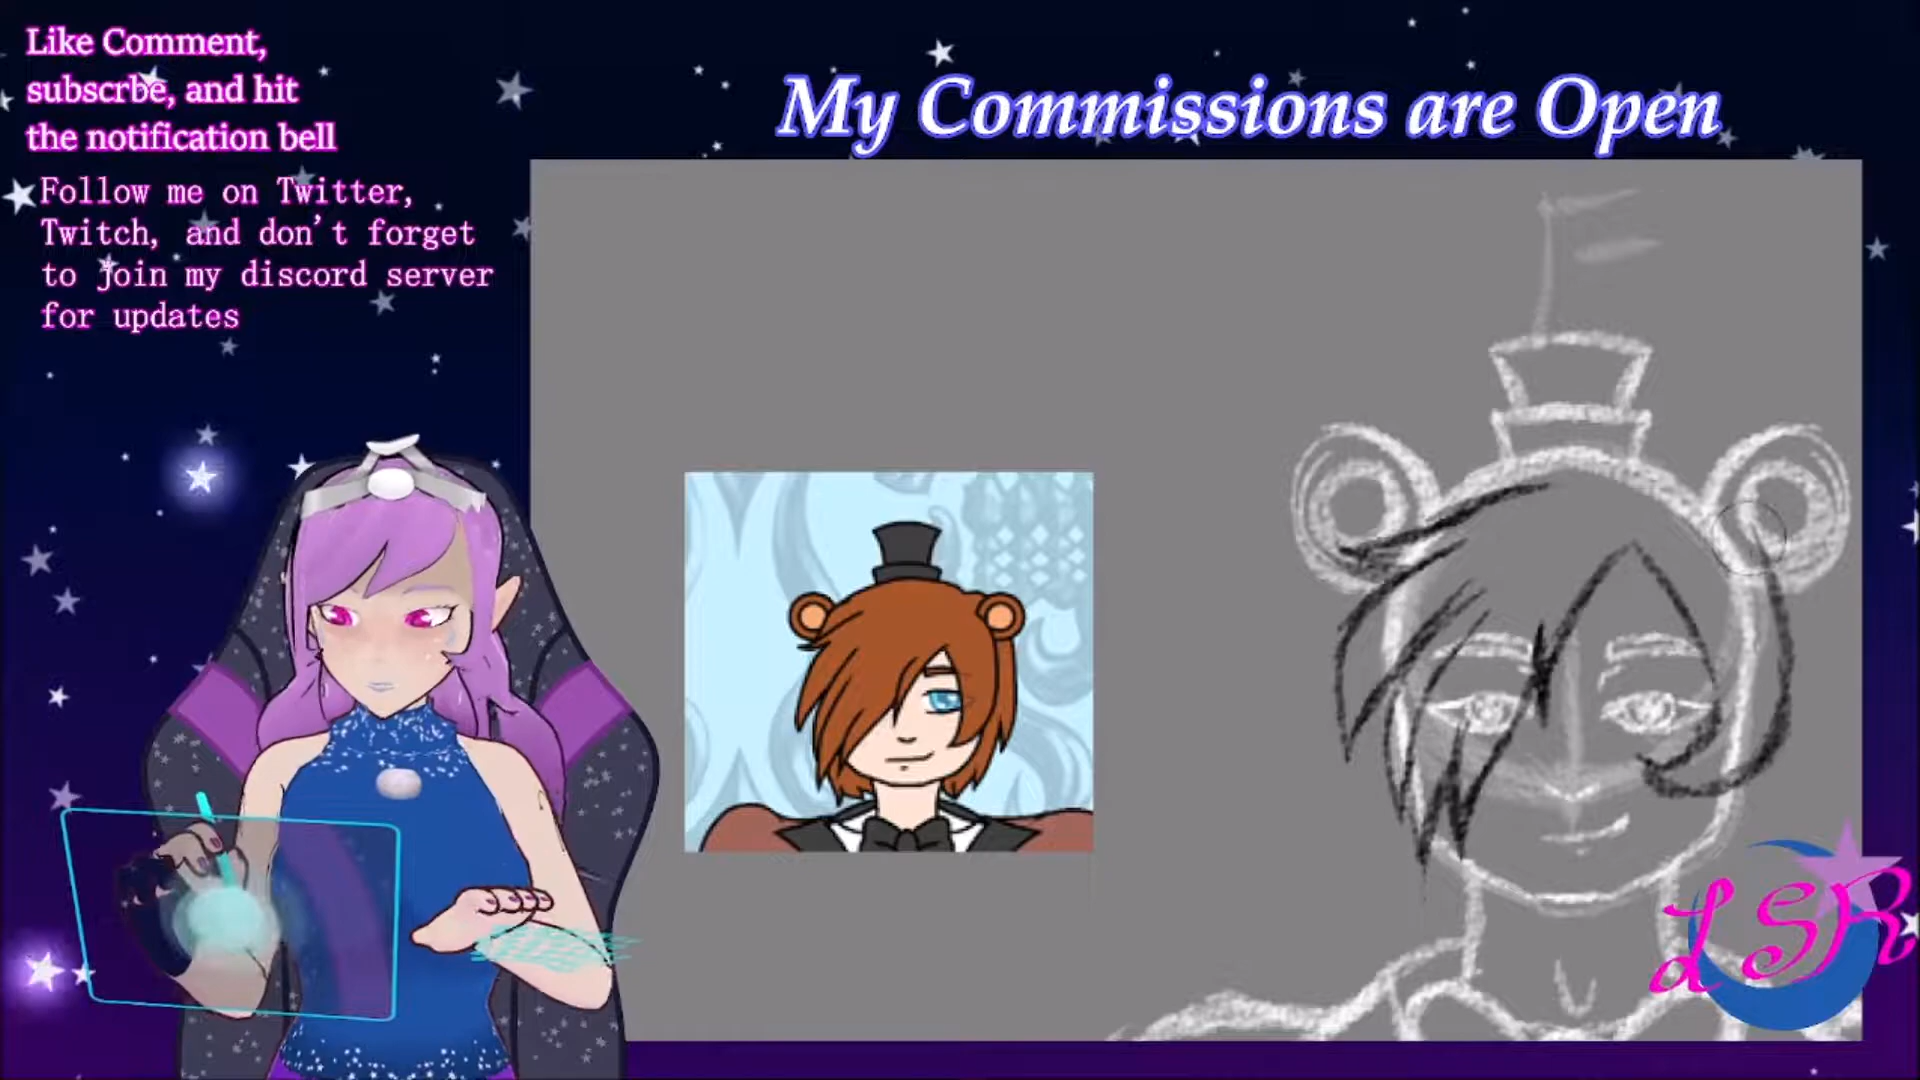 Like Comment,
subscrbe, and hit
the notification bell
Follow me on Twitter,
Twitch, and don't forget
to join my discord server
for updates
My Commissions are Open
LSR